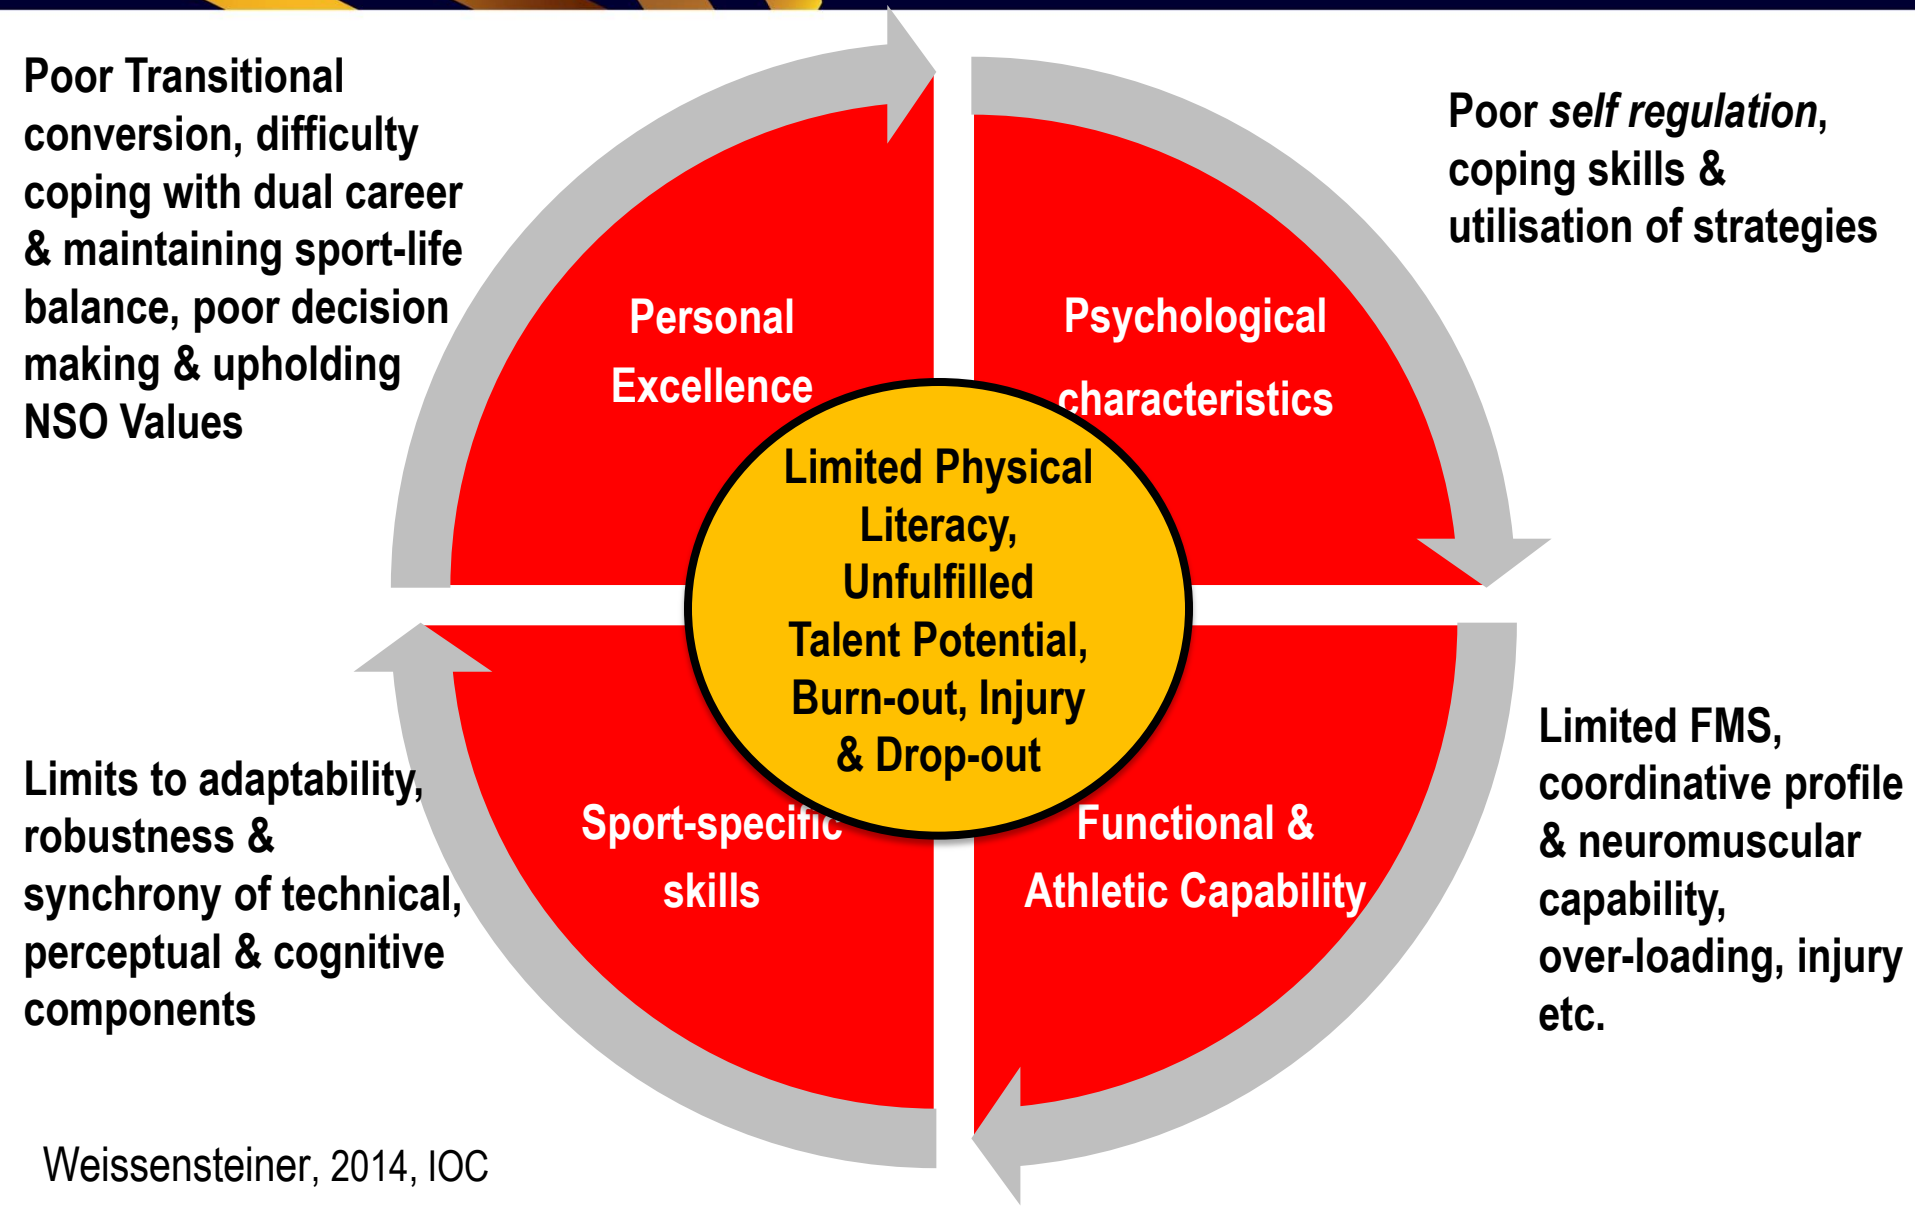 Poor Transitional
conversion, difficulty
coping with dual career
& maintaining sport-life
balance, poor decision
making & upholding
NSO Values
Poor self regulation,
coping skills &
utilisation of strategies
Personal
Excellence
Psychological
characteristics
Limited Physical
Literacy,
Unfulfilled
Talent Potential,
Burn-out, Injury
& Drop-out
Limits to adaptability,
robustness &
synchrony of technical,
perceptual & cognitive
components
Sport-specific
skills
Functional &
Athletic Capability
Limited FMS,
coordinative profile
& neuromuscular
capability,
over-loading, injury
etc.
Weissensteiner, 2014, IOC